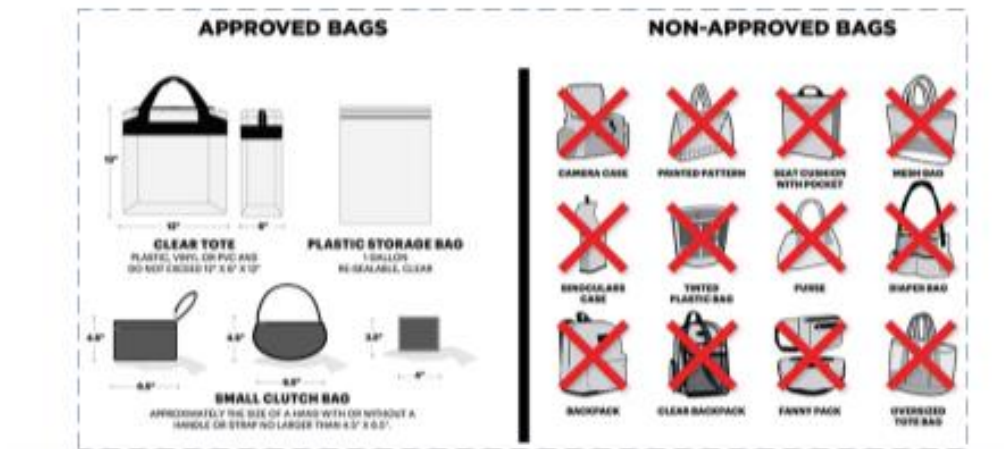 APPROVED BAGS
NON-APPROVED BAGS
12"
12"
6"
CLEAR TOTE
PLASTIC, VINYL OR PVC AND
DO NOT EXCEED 12" X 6" X 12"
PLASTIC STORAGE BAG
1 GALLON
RE-SEALABLE, CLEAR
4.5"
6.5"
4.5"
6.5"
SMALL CLUTCH BAG
APPROXIMATELY THE SIZE OF A HAND WITH OR WITHOUT A
HANDLE OR STRAP NO LARGER THAN 4.5" X 6.5".
CAMERA CASE
PRINTED PATTERN
SEAT CUSHION
WITH POCKET
MESH BAG
BINOCULARS
CASE
TINTED
PLASTIC BAG
PURSE
DIAPER BAG
BACKPACK
CLEAR BACKPACK
FANNY PACK
OVERSIZED
TOTE BAG